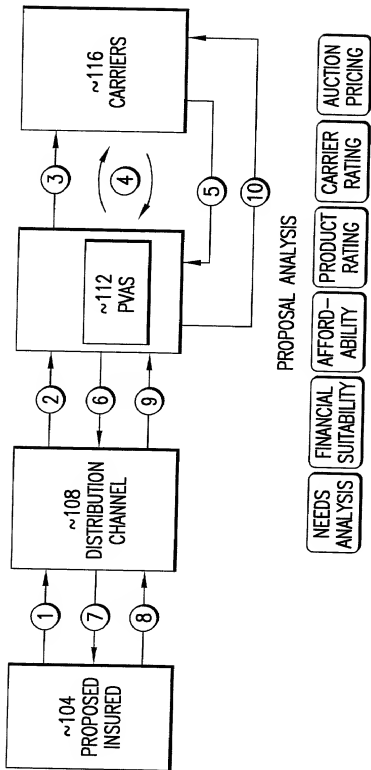 ~104
PROPOSED
INSURED
1
7
8
~108
DISTRIBUTION
CHANNEL
2
6
9
~112
PVAS
3
4
5
10
~116
CARRIERS
PROPOSAL ANALYSIS
NEEDS
ANALYSIS
FINANCIAL
SUITABILITY
AFFORD-
ABILITY
PRODUCT
RATING
CARRIER
RATING
AUCTION
PRICING